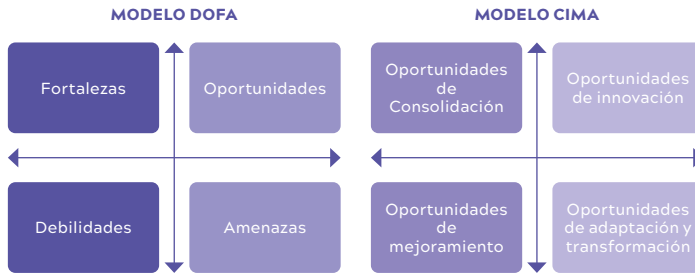 MODELO DOFA
Fortalezas
Oportunidades
Debilidades
Amenazas
MODELO CIMA
Oportunidades
de
Consolidación
Oportunidades
de innovación
Oportunidades
de
mejoramiento
Oportunidades
de adaptación y
transformación